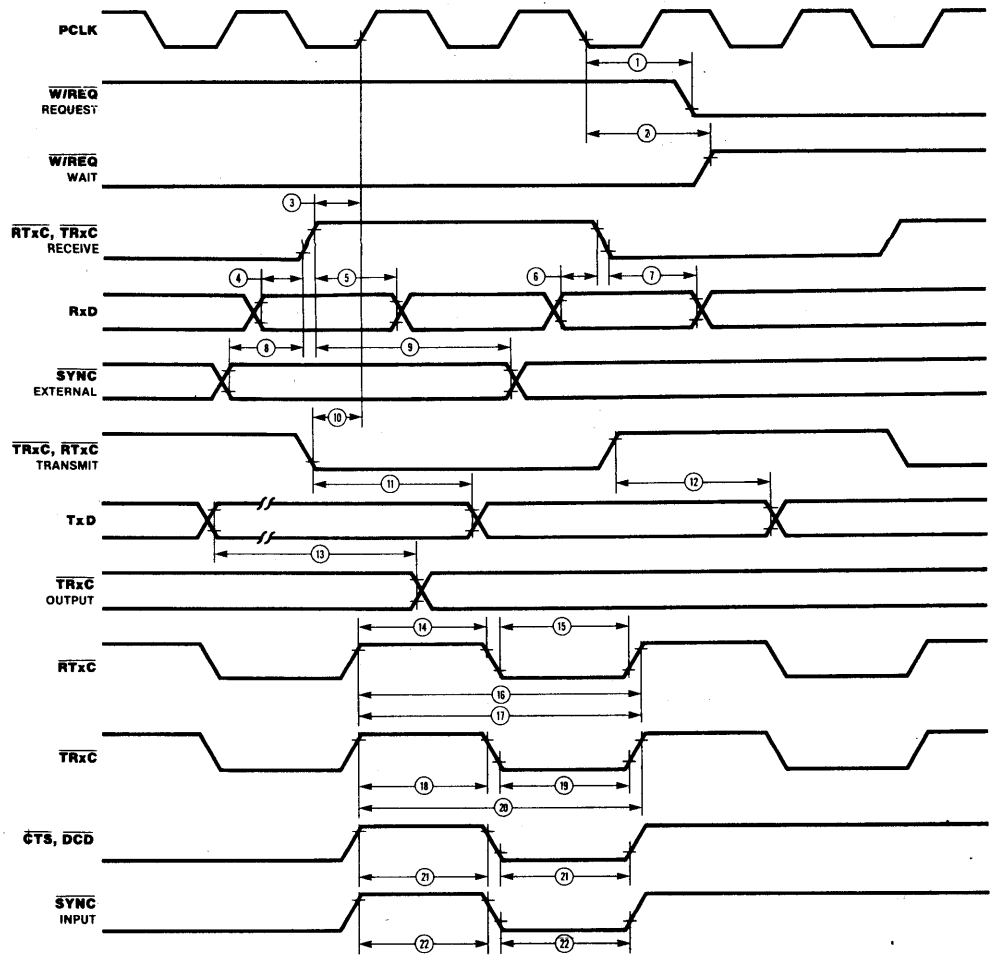 PCLK
1
W/REQ
REQUEST
2
W/REQ
WAIT
3
RTxC, TRxC
RECEIVE
4
5
6
7
RxD
8
9
SYNC
EXTERNAL
10
TRxC, RTxC
TRANSMIT
11
12
TxD
13
TRxC
OUTPUT
14
15
RTxC
16
17
TRxC
18
19
20
CTS, DCD
21
21
SYNC
INPUT
22
22